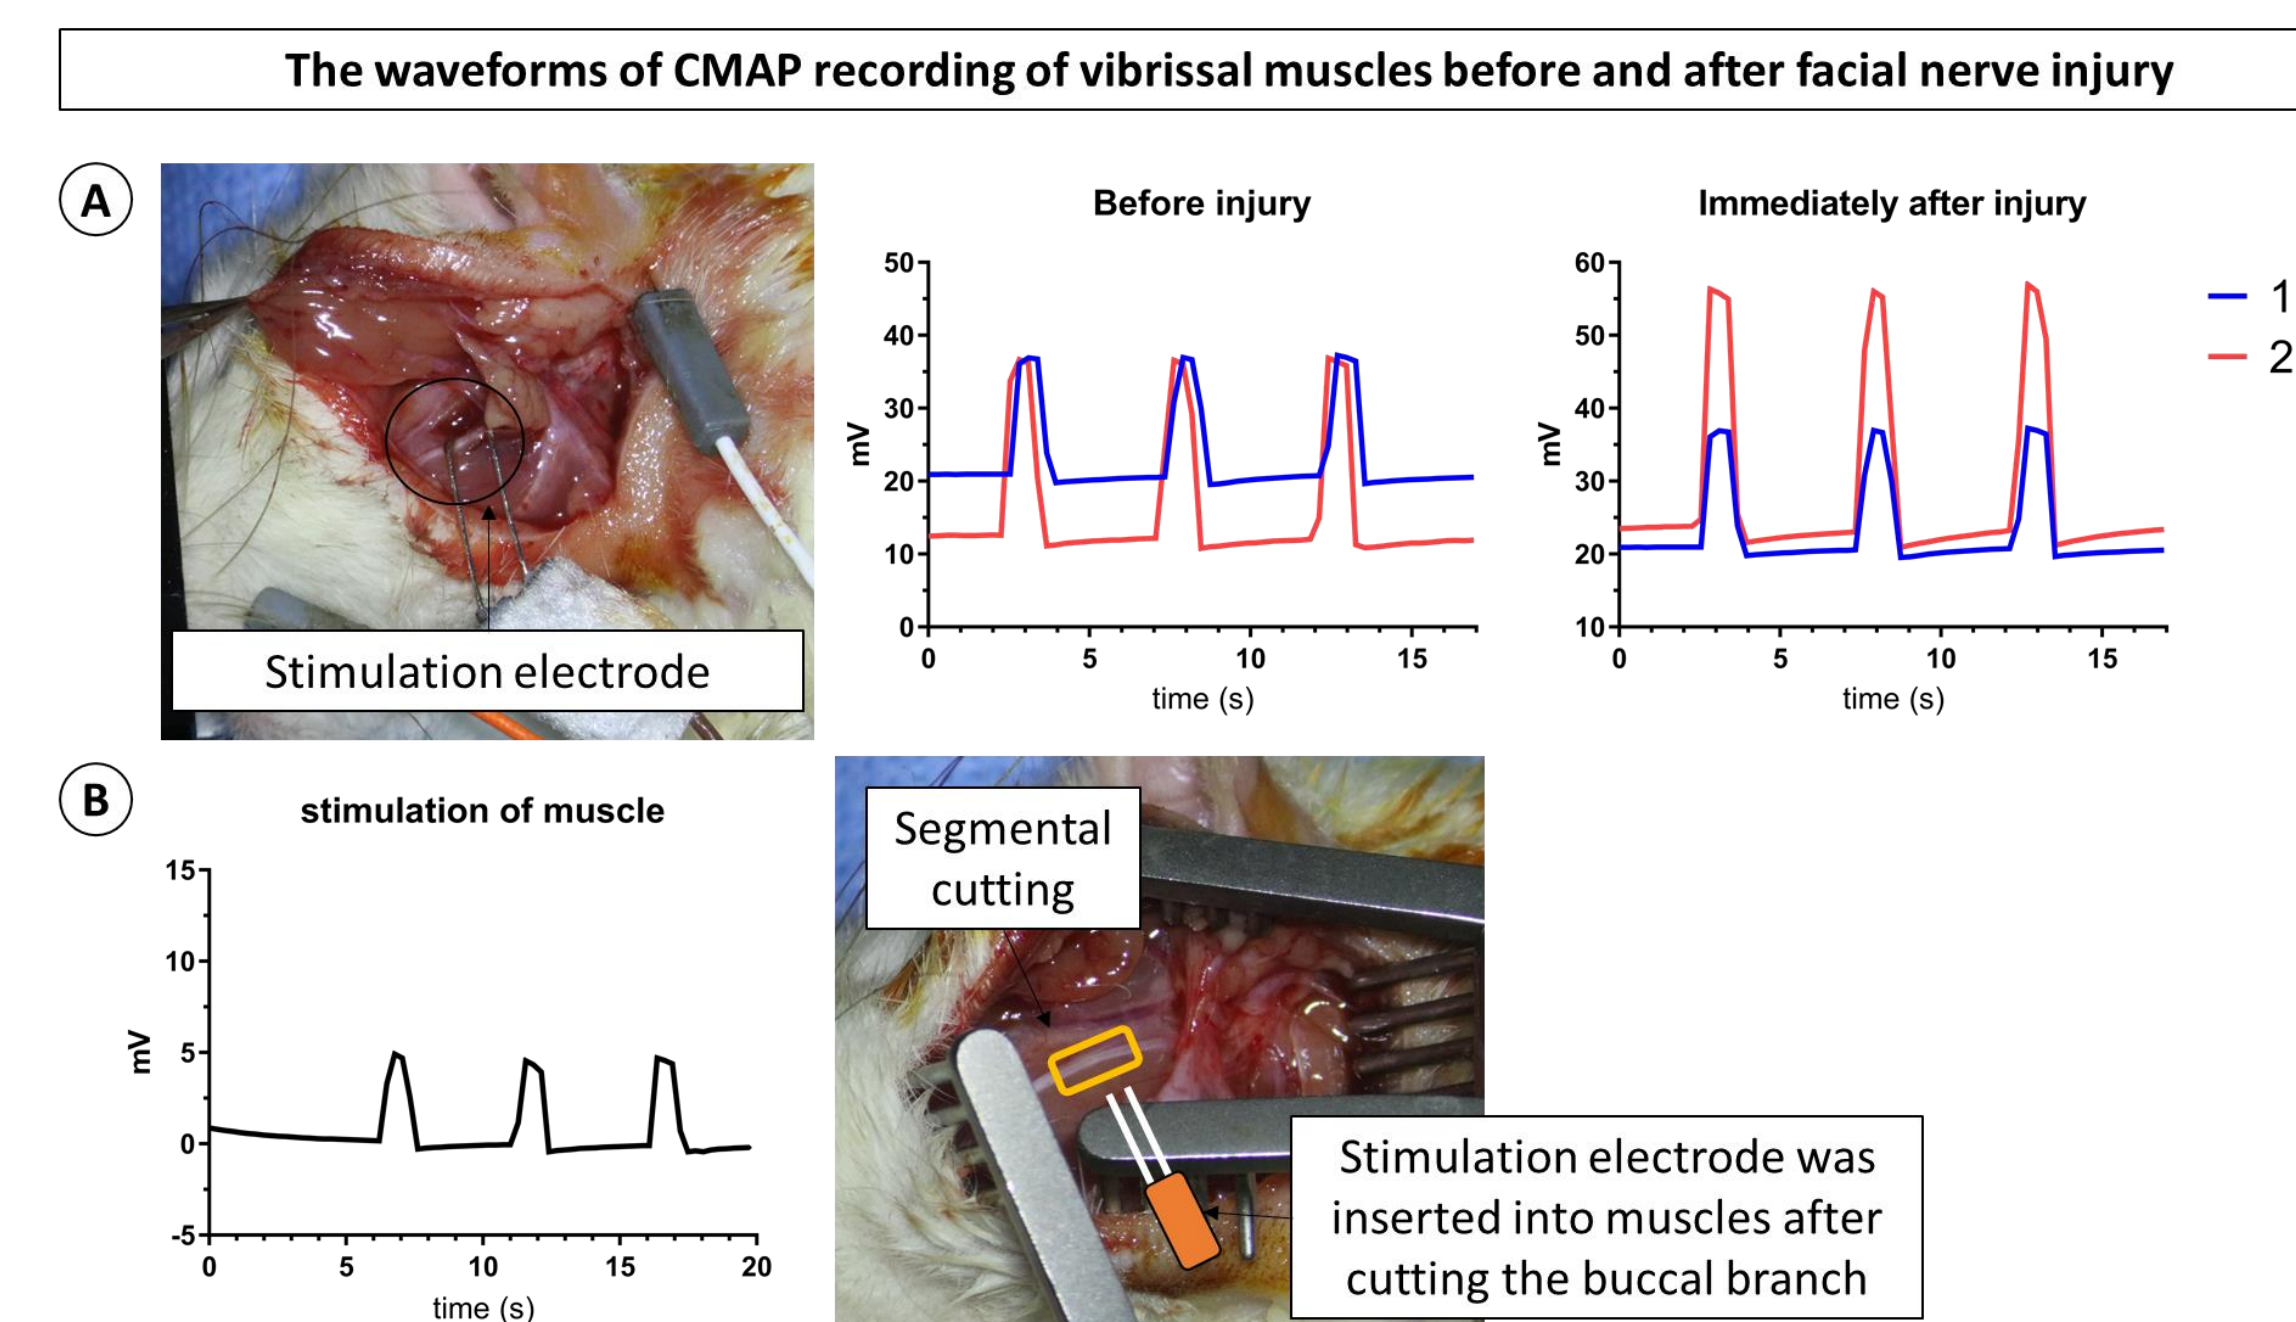 The waveforms of CMAP recording of vibrissal muscles before and after facial nerve injury
A
Stimulation electrode
Before injury
50
40
30
20
10
0
mV
0 5 10 15
time (s)
Immediately after injury
60
50
40
30
20
10
mV
0 5 10 15
time (s)
1
2
B
stimulation of muscle
15
10
5
0
-5
mV
0 5 10 15 20
time (s)
Segmental
cutting
Stimulation electrode was
inserted into muscles after
cutting the buccal branch